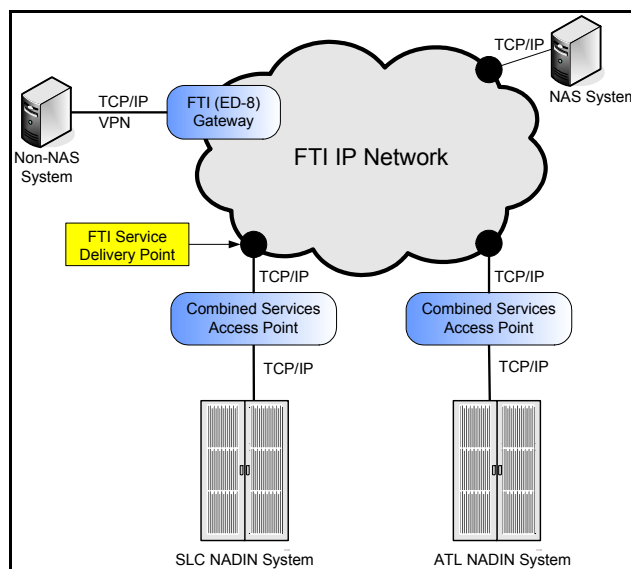 TCP/IP
NAS System
TCP/IP
VPN
FTI (ED-8)
Gateway
Non-NAS
System
FTI IP Network
FTI Service
Delivery Point
TCP/IP
TCP/IP
Combined Services
Access Point
Combined Services
Access Point
TCP/IP
TCP/IP
SLC NADIN System
ATL NADIN System